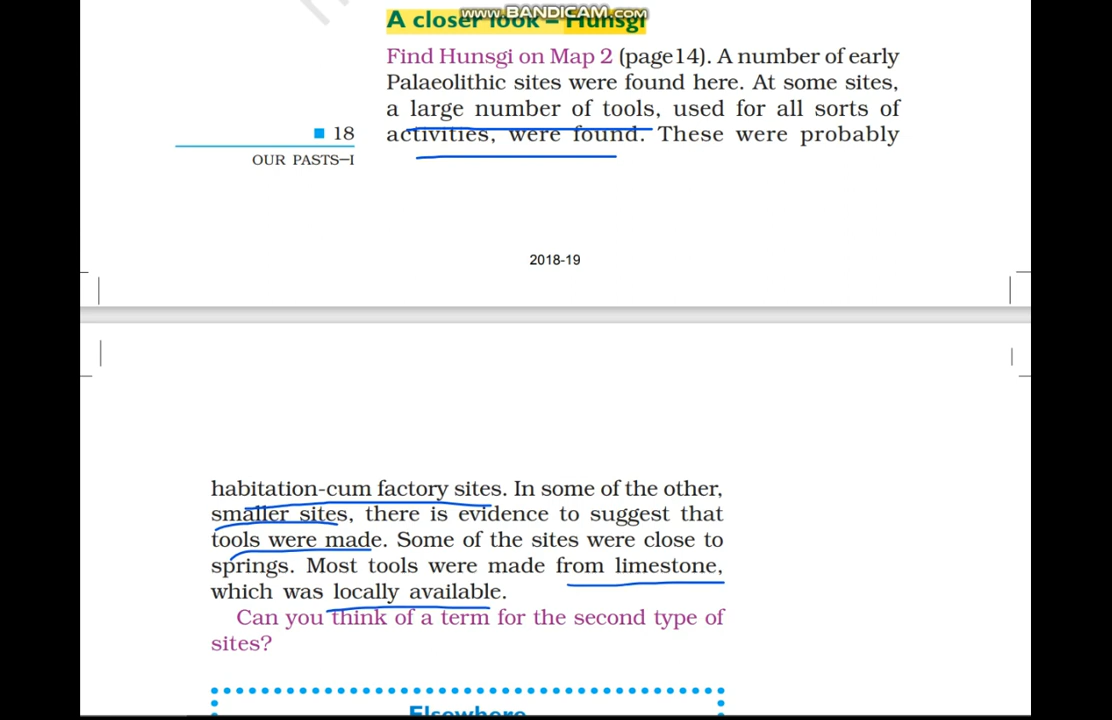 www.BANDICAM.com
A closer look – Hunsgi
Find Hunsgi on Map 2 (page14). A number of early
Palaeolithic sites were found here. At some sites,
a large number of tools, used for all sorts of
activities, were found. These were probably
■ 18
OUR PASTS–I
2018-19
habitation-cum factory sites. In some of the other,
smaller sites, there is evidence to suggest that
tools were made. Some of the sites were close to
springs. Most tools were made from limestone,
which was locally available.
Can you think of a term for the second type of
sites?
Elsewhere